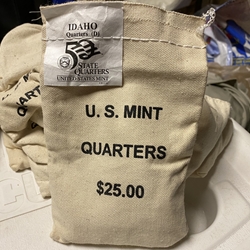 IDAHO
Quarters (D)
50
STATE
QUARTERS
UNITED STATES MINT
U. S. MINT
QUARTERS
$25.00